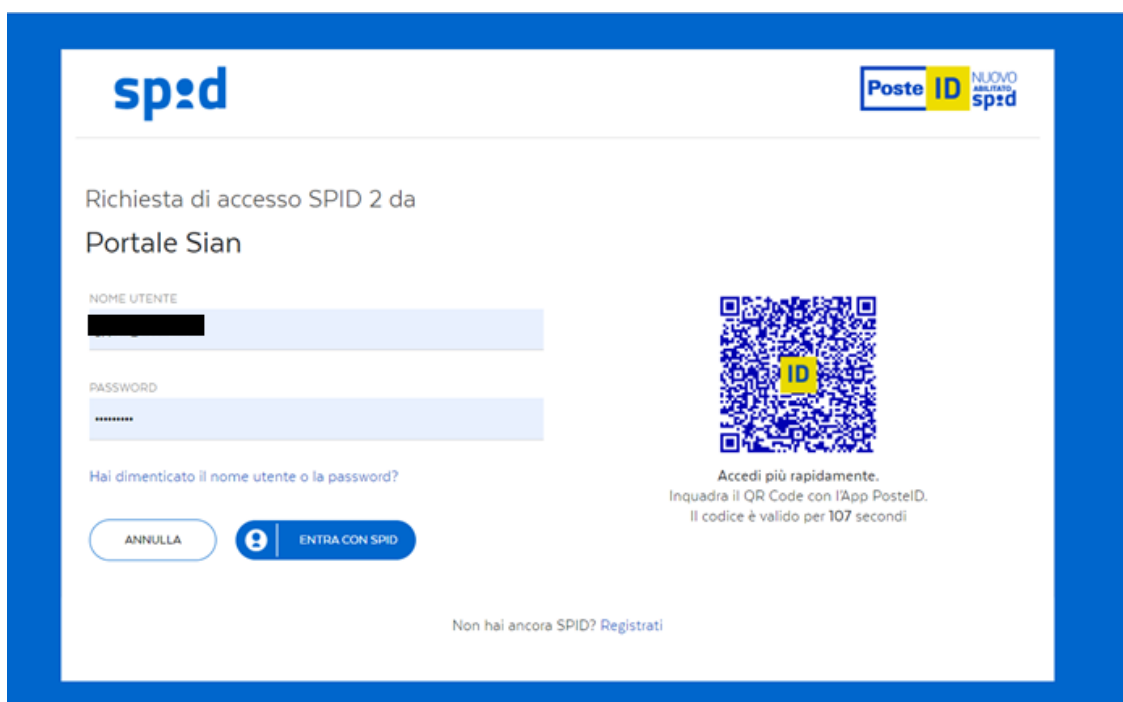 spid
Poste ID NUOVO
ABILITATO
spid
Richiesta di accesso SPID 2 da
Portale Sian
NOME UTENTE
PASSWORD
•••••••••
Hai dimenticato il nome utente o la password?
ANNULLA
ENTRA CON SPID
ID
Accedi più rapidamente.
Inquadra il QR Code con l'App PosteID.
Il codice è valido per 107 secondi
Non hai ancora SPID? Registrati